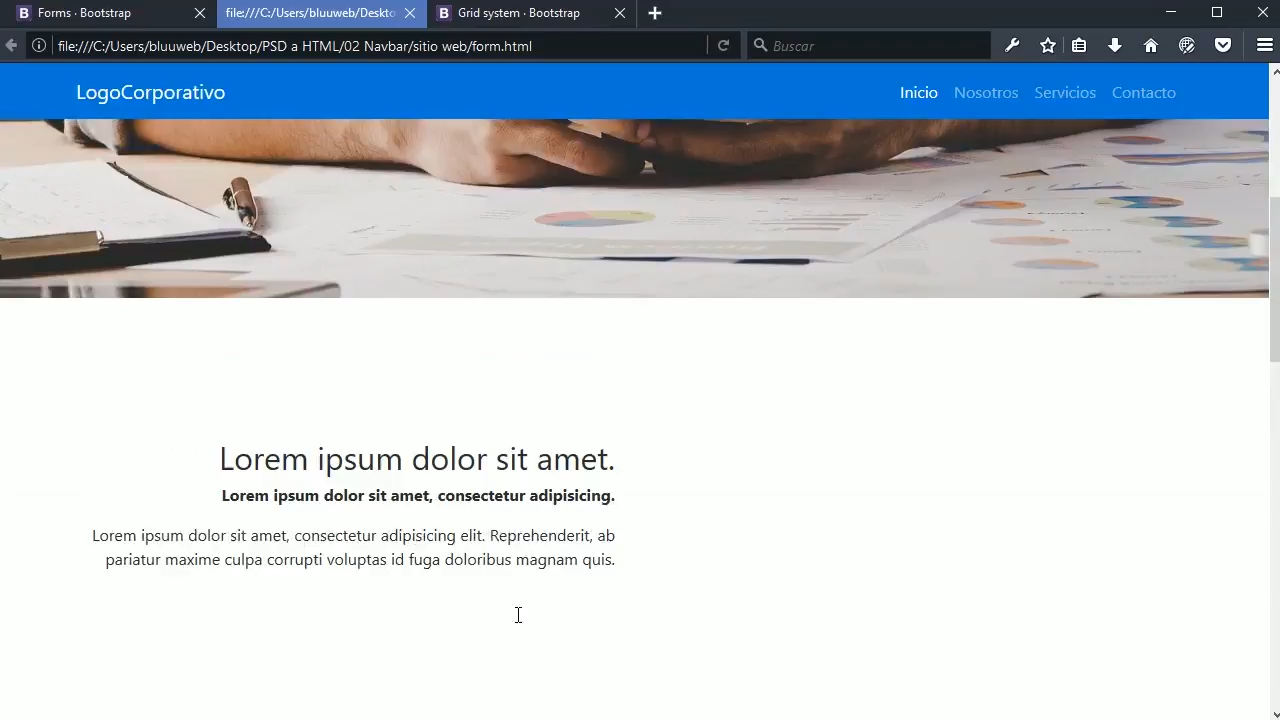 Forms · Bootstrap
file:///C:/Users/bluuweb/Deskto
Grid system · Bootstrap
file:///C:/Users/bluuweb/Desktop/PSD a HTML/02 Navbar/sitio web/form.html
Buscar
LogoCorporativo
Inicio Nosotros Servicios Contacto
Lorem ipsum dolor sit amet.
Lorem ipsum dolor sit amet, consectetur adipisicing.
Lorem ipsum dolor sit amet, consectetur adipisicing elit. Reprehenderit, ab
pariatur maxime culpa corrupti voluptas id fuga doloribus magnam quis.